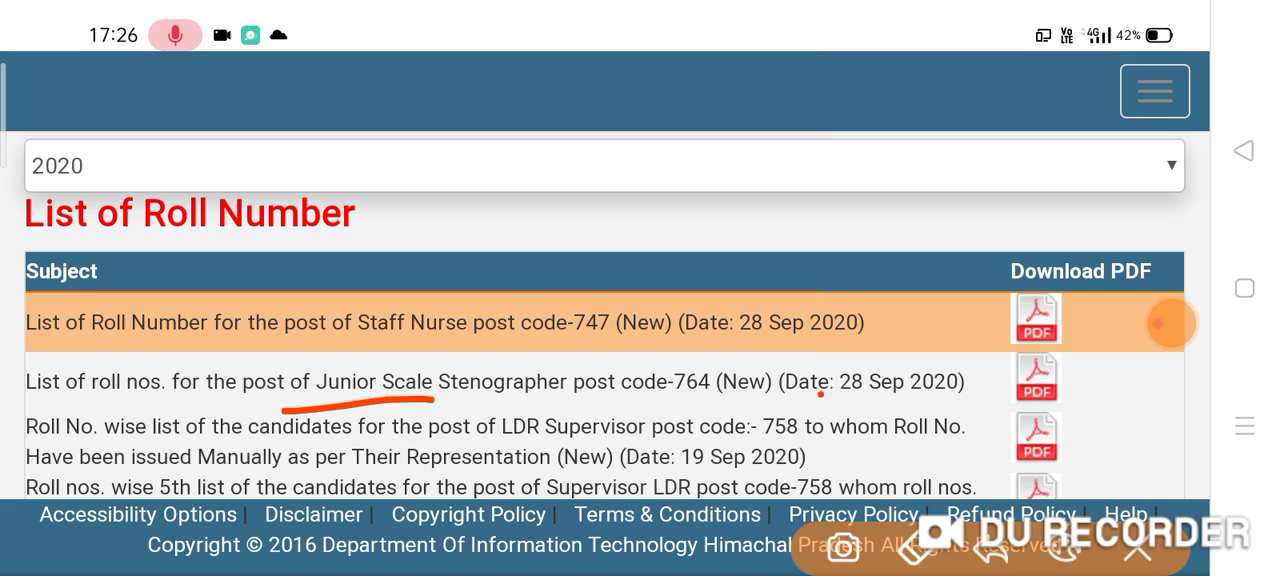 17:26
Vo LTE 4G 42%
2020
List of Roll Number
Subject Download PDF
List of Roll Number for the post of Staff Nurse post code-747 (New) (Date: 28 Sep 2020)
PDF
List of roll nos. for the post of Junior Scale Stenographer post code-764 (New) (Date: 28 Sep 2020)
PDF
Roll No. wise list of the candidates for the post of LDR Supervisor post code:- 758 to whom Roll No.
Have been issued Manually as per Their Representation (New) (Date: 19 Sep 2020)
PDF
Roll nos. wise 5th list of the candidates for the post of Supervisor LDR post code-758 whom roll nos.
Accessibility Options | Disclaimer | Copyright Policy | Terms & Conditions | Privacy Policy | Refund Policy | Help |
Copyright © 2016 Department Of Information Technology Himachal Pradesh All Rights Reserved
DU RECORDER